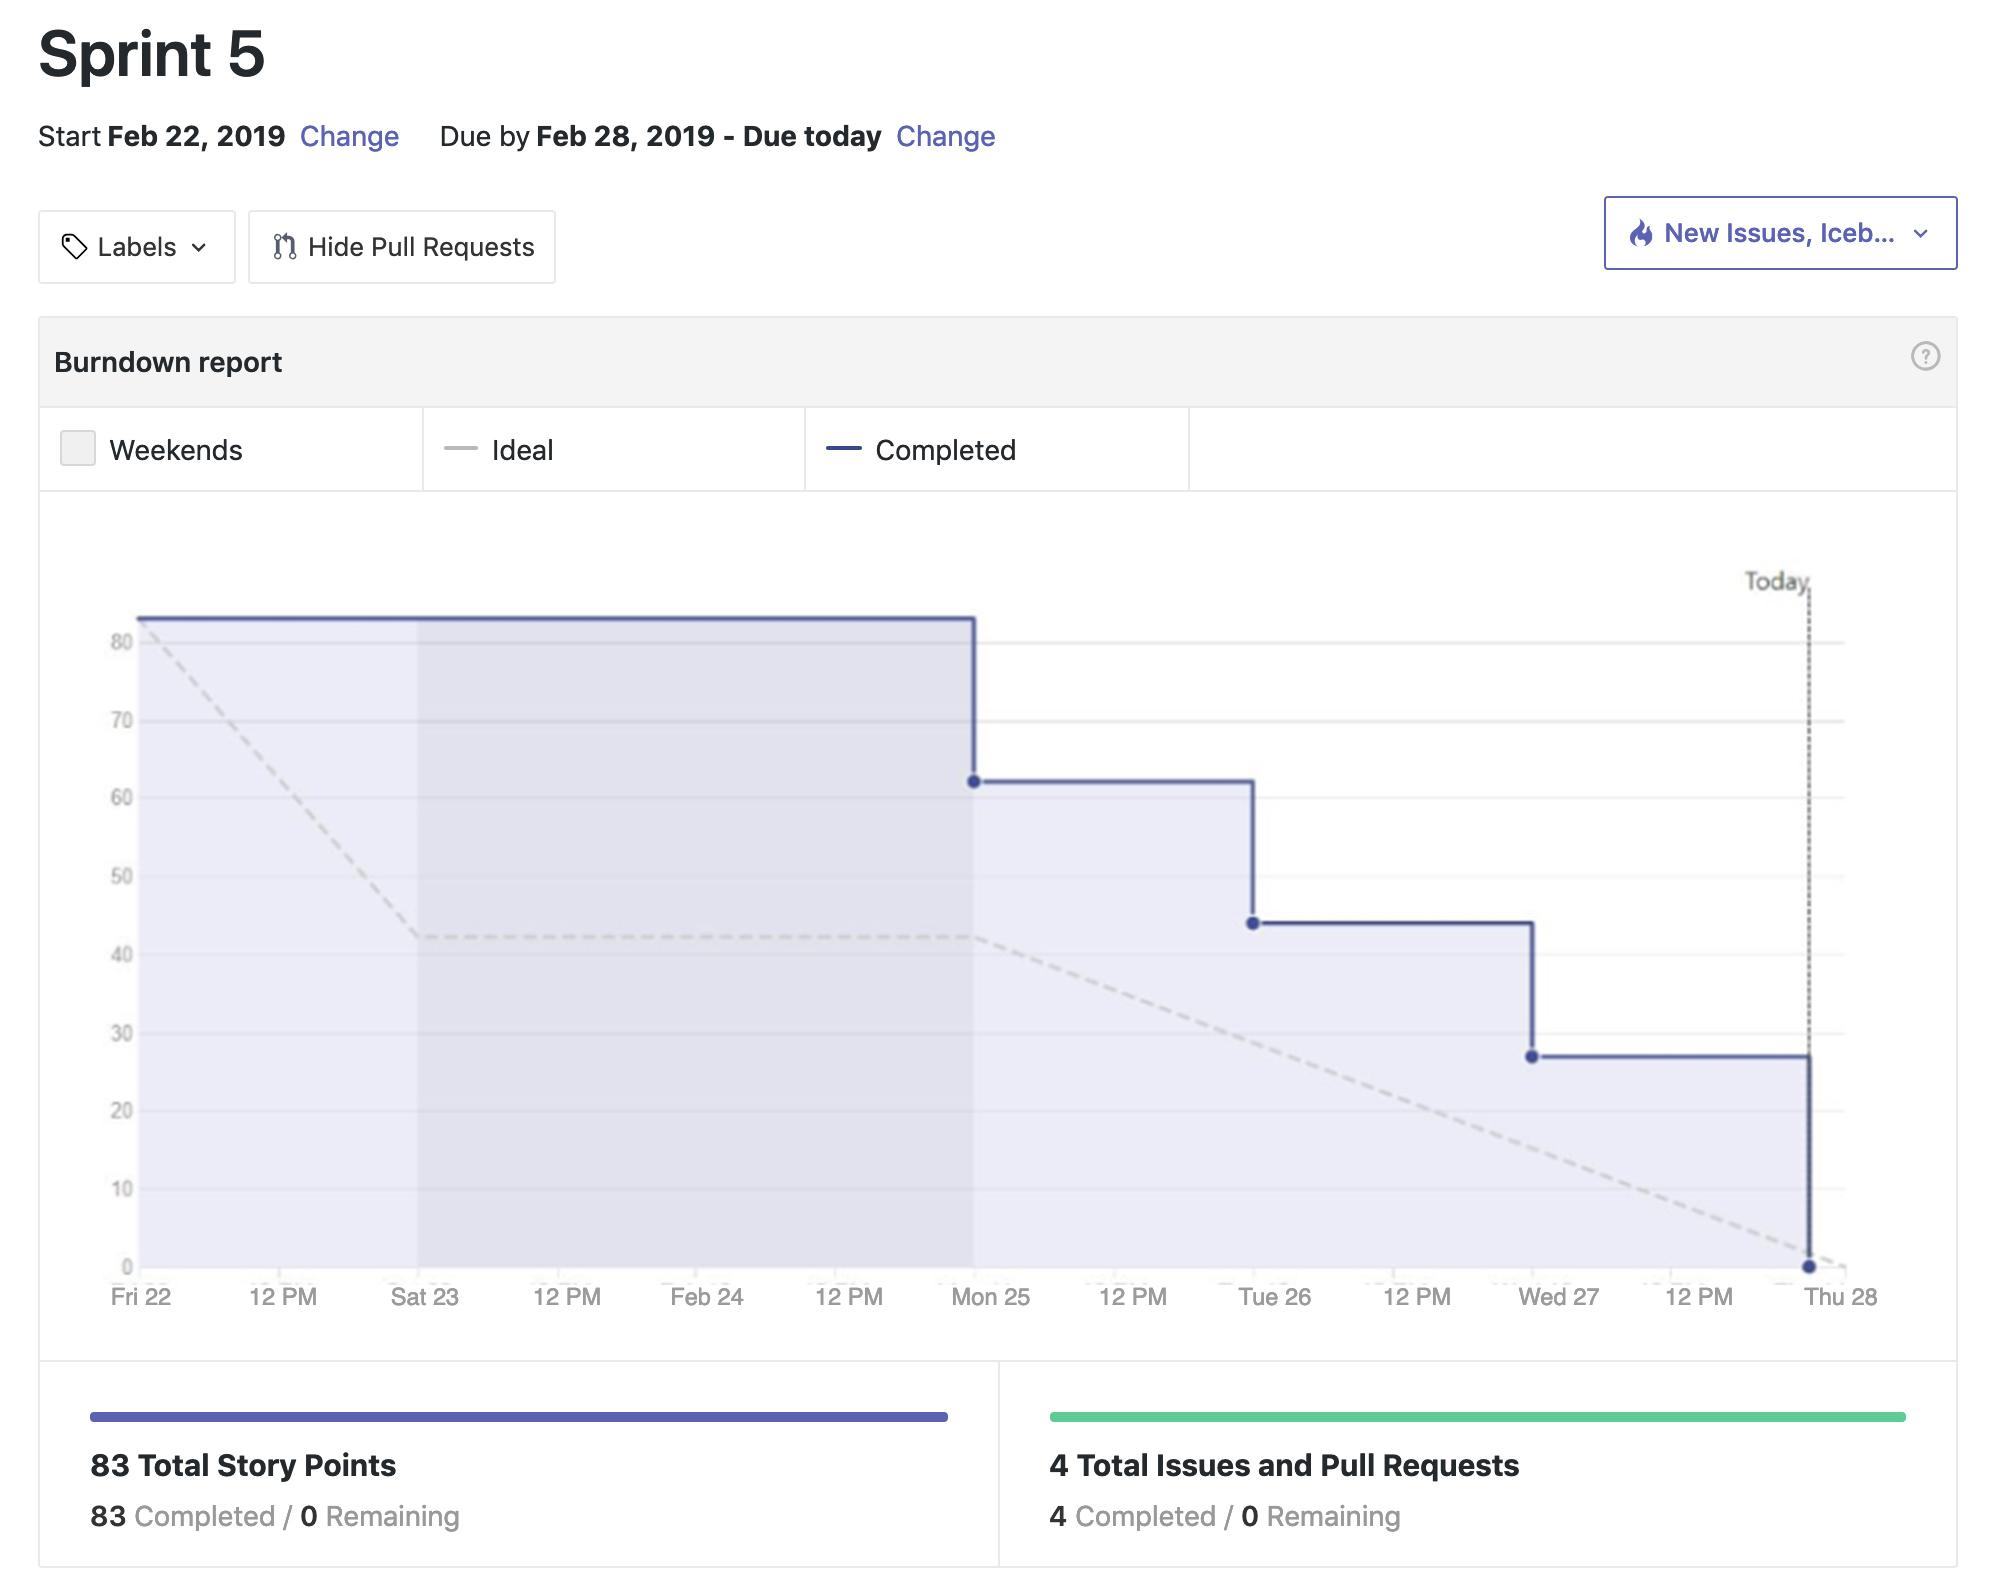 Sprint 5
Start Feb 22, 2019 Change Due by Feb 28, 2019 - Due today Change
Labels Hide Pull Requests New Issues, Iceb...
Burndown report ?
Weekends Ideal Completed
Today
80
70
60
50
40
30
20
10
0
Fri 22 12 PM Sat 23 12 PM Feb 24 12 PM Mon 25 12 PM Tue 26 12 PM Wed 27 12 PM Thu 28
83 Total Story Points
83 Completed / 0 Remaining
4 Total Issues and Pull Requests
4 Completed / 0 Remaining